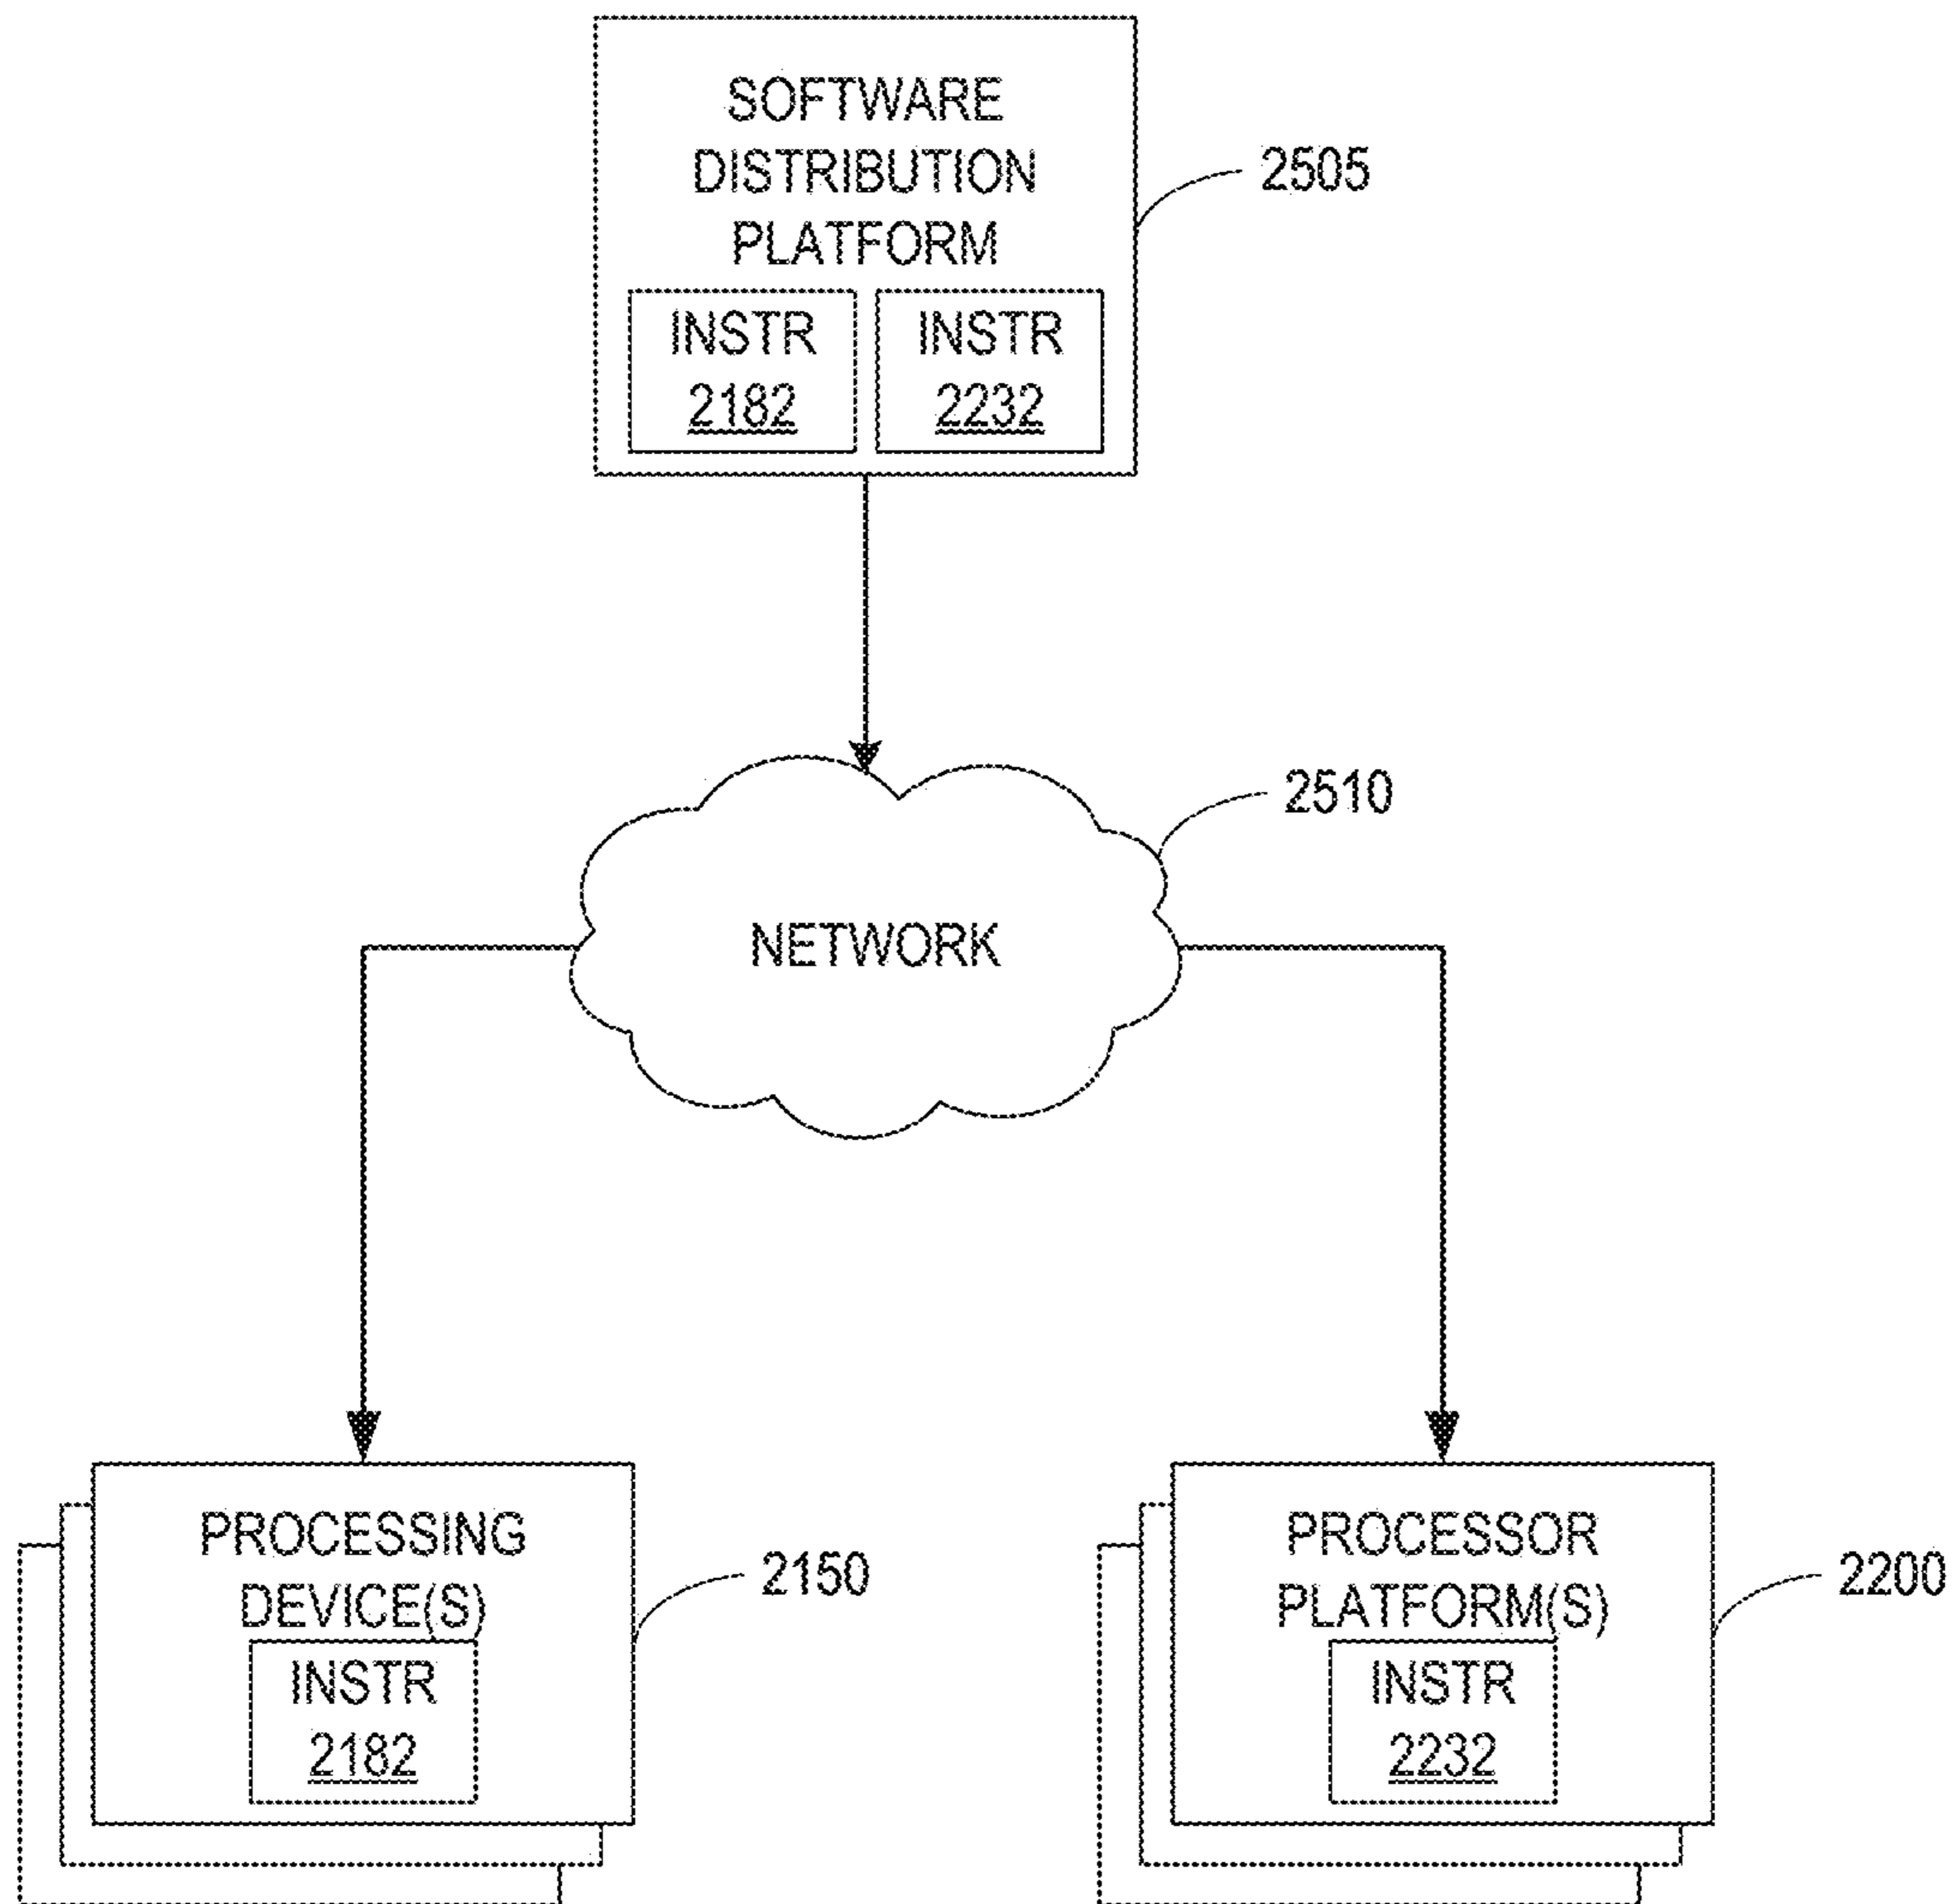 SOFTWARE
DISTRIBUTION
PLATFORM
INSTR
2182
INSTR
2232
2505
2510
NETWORK
PROCESSING
DEVICE(S)
INSTR
2182
2150
PROCESSOR
PLATFORM(S)
INSTR
2232
2200